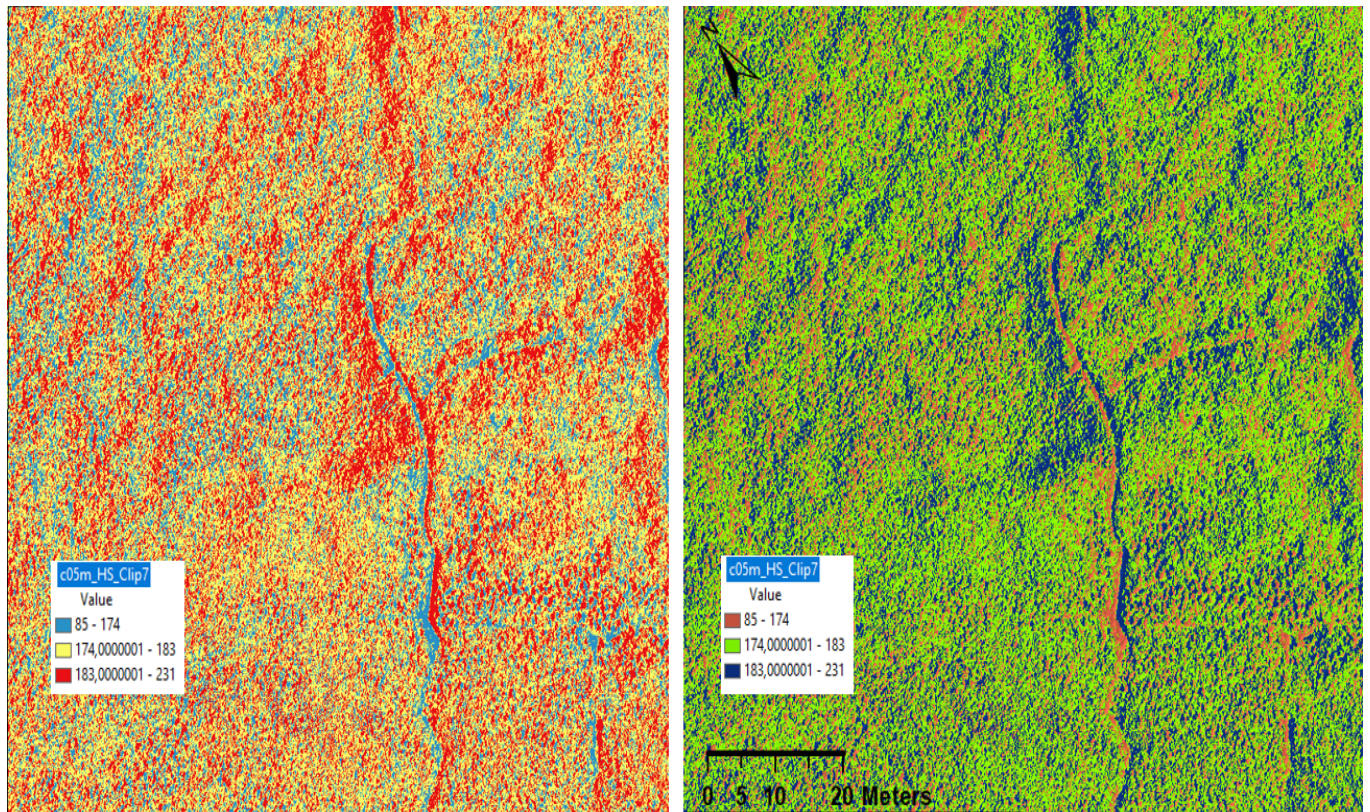 c05m_HS_Clip7
Value
85 - 174
174,0000001 - 183
183,0000001 - 231
N
c05m_HS_Clip7
Value
85 - 174
174,0000001 - 183
183,0000001 - 231
0 5 10 20 Meters